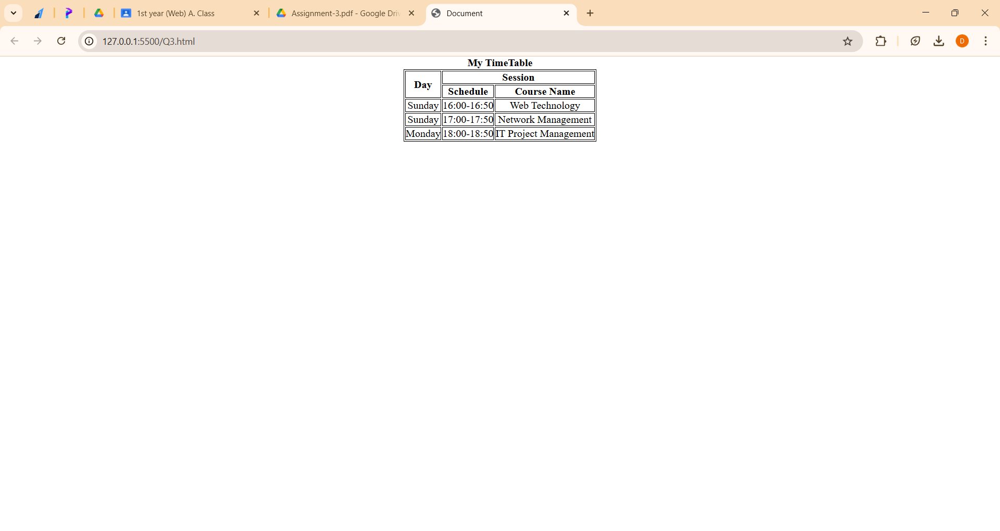 1st year (Web) A. Class
Assignment-3.pdf - Google Driv
Document
127.0.0.1:5500/Q3.html
D
My TimeTable
Day Session
Schedule Course Name
Sunday 16:00-16:50 Web Technology
Sunday 17:00-17:50 Network Management
Monday 18:00-18:50 IT Project Management